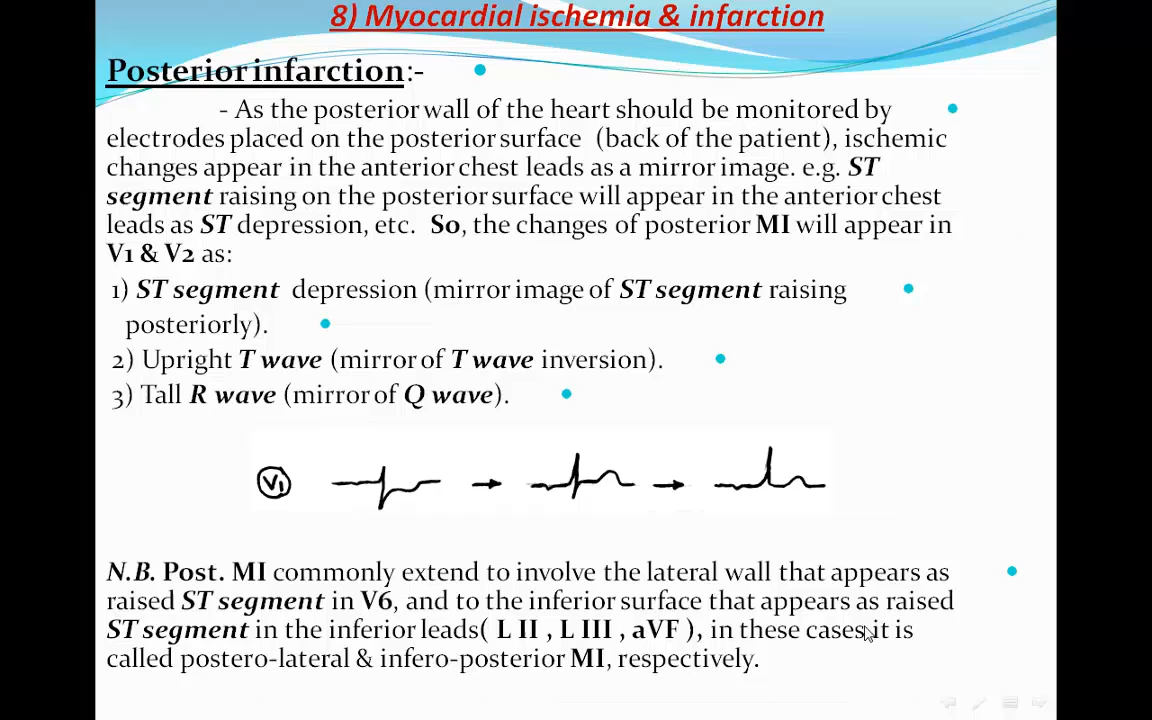 8) Myocardial ischemia & infarction
Posterior infarction:-
- As the posterior wall of the heart should be monitored by
electrodes placed on the posterior surface (back of the patient), ischemic
changes appear in the anterior chest leads as a mirror image. e.g. ST
segment raising on the posterior surface will appear in the anterior chest
leads as ST depression, etc. So, the changes of posterior MI will appear in
V1 & V2 as:
1) ST segment depression (mirror image of ST segment raising
posteriorly).
2) Upright T wave (mirror of T wave inversion).
3) Tall R wave (mirror of Q wave).
V1
N.B. Post. MI commonly extend to involve the lateral wall that appears as
raised ST segment in V6, and to the inferior surface that appears as raised
ST segment in the inferior leads( L II , L III , aVF ), in these cases it is
called postero-lateral & infero-posterior MI, respectively.